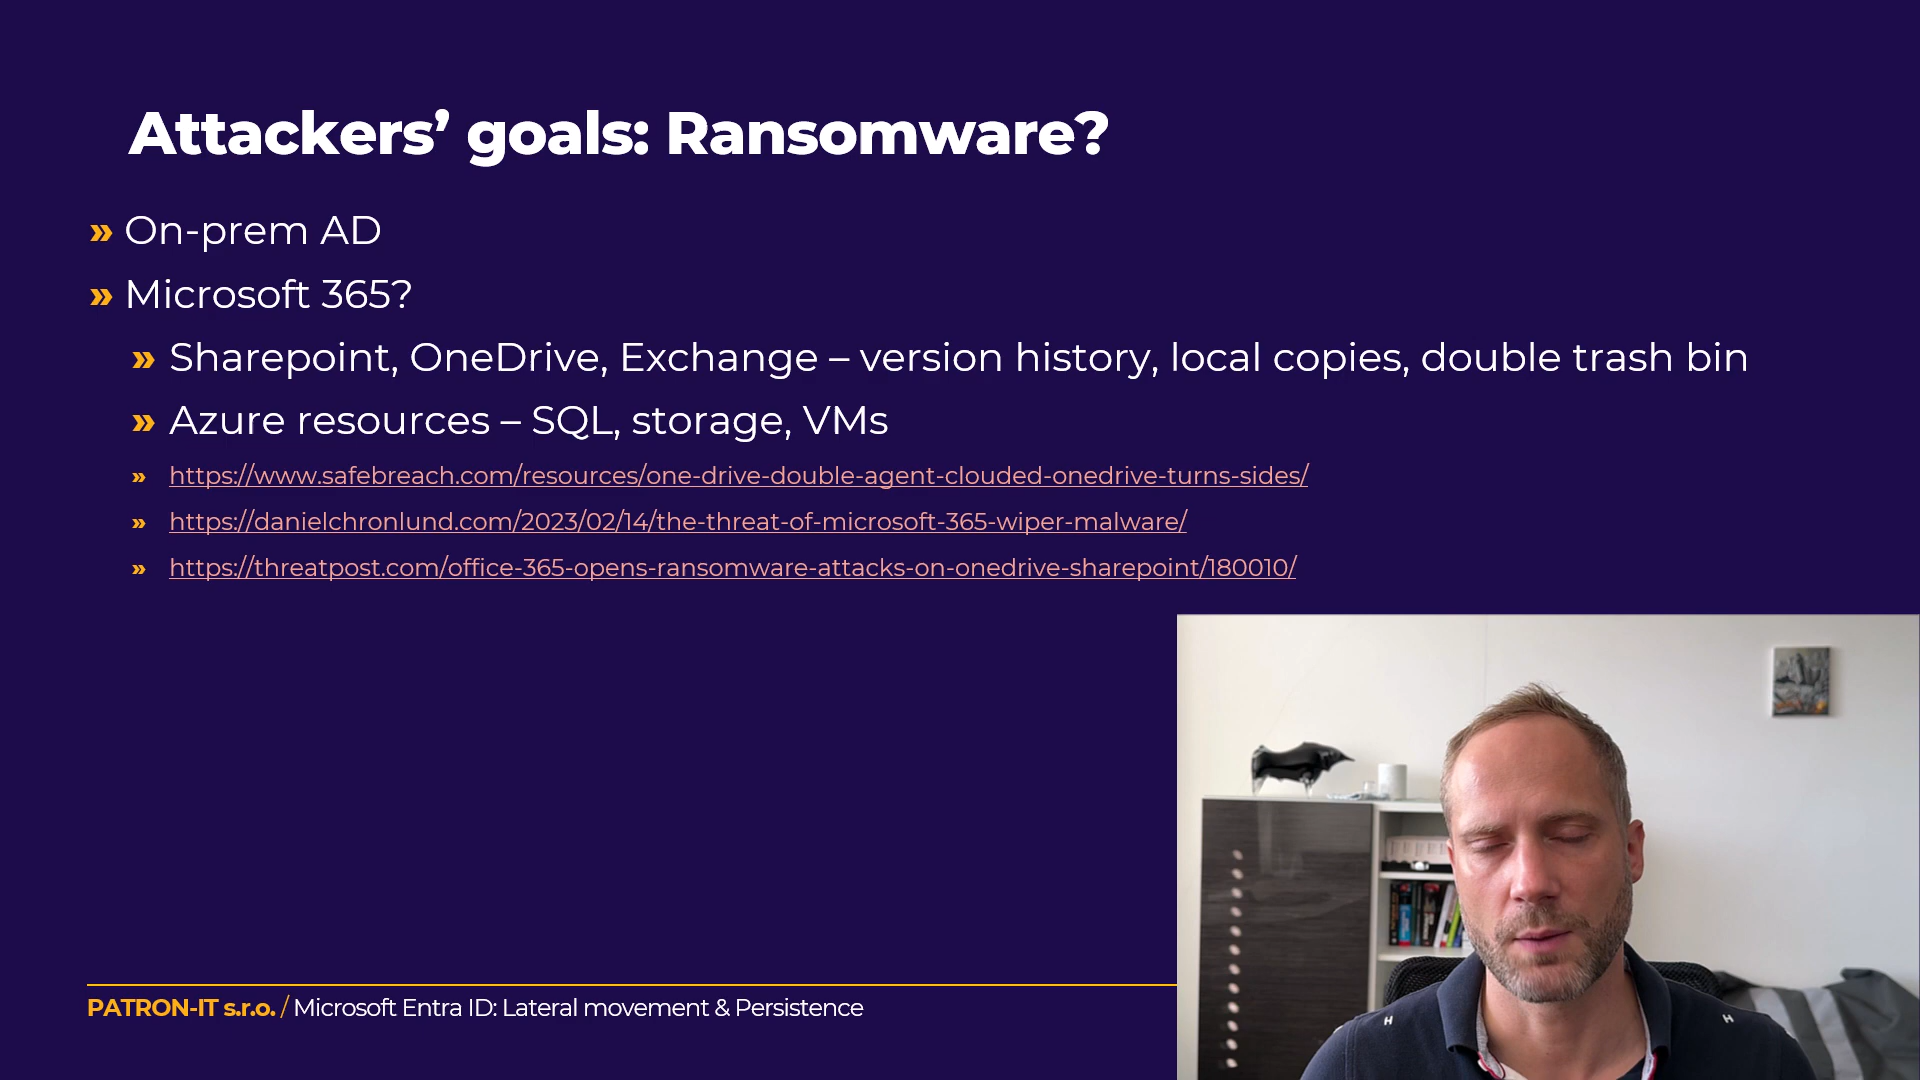 Attackers’ goals: Ransomware?
» On-prem AD
» Microsoft 365?
» Sharepoint, OneDrive, Exchange – version history, local copies, double trash bin
» Azure resources – SQL, storage, VMs
» https://www.safebreach.com/resources/one-drive-double-agent-clouded-onedrive-turns-sides/
» https://danielchronlund.com/2023/02/14/the-threat-of-microsoft-365-wiper-malware/
» https://threatpost.com/office-365-opens-ransomware-attacks-on-onedrive-sharepoint/180010/
PATRON-IT s.r.o. / Microsoft Entra ID: Lateral movement & Persistence
H H